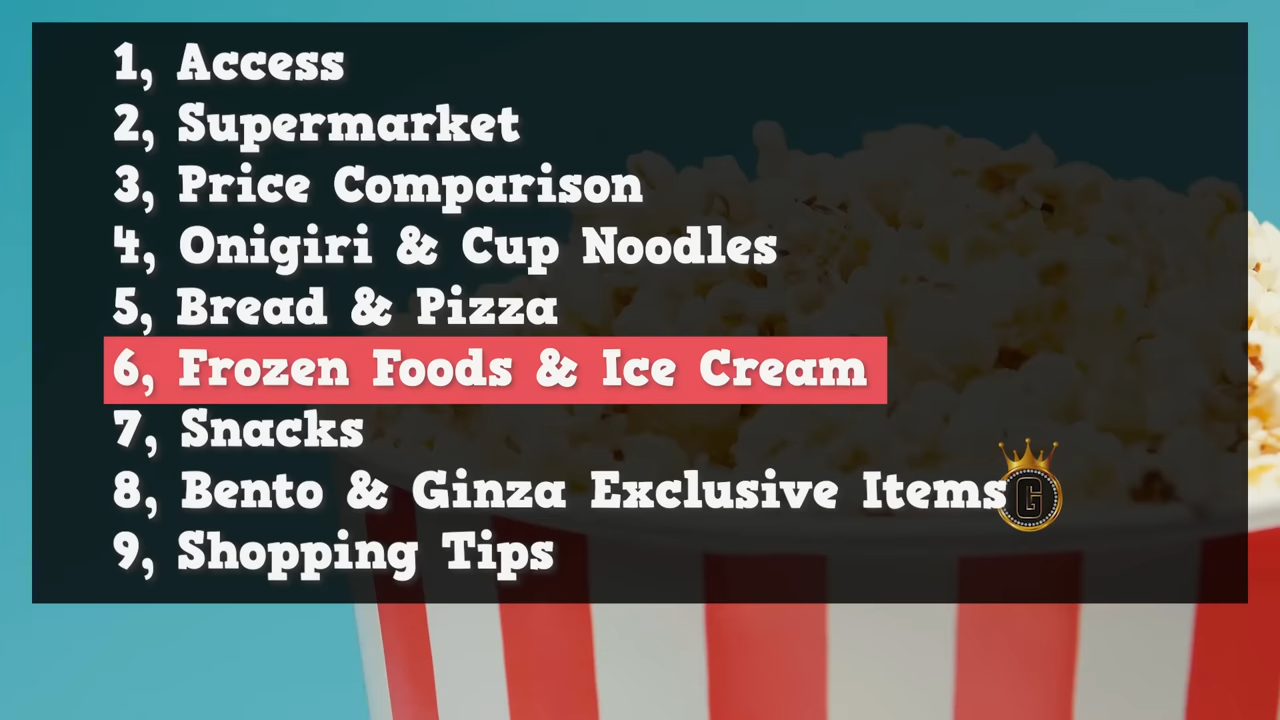 1, Access
2, Supermarket
3, Price Comparison
4, Onigiri & Cup Noodles
5, Bread & Pizza
6, Frozen Foods & Ice Cream
7, Snacks
8, Bento & Ginza Exclusive Items G
9, Shopping Tips